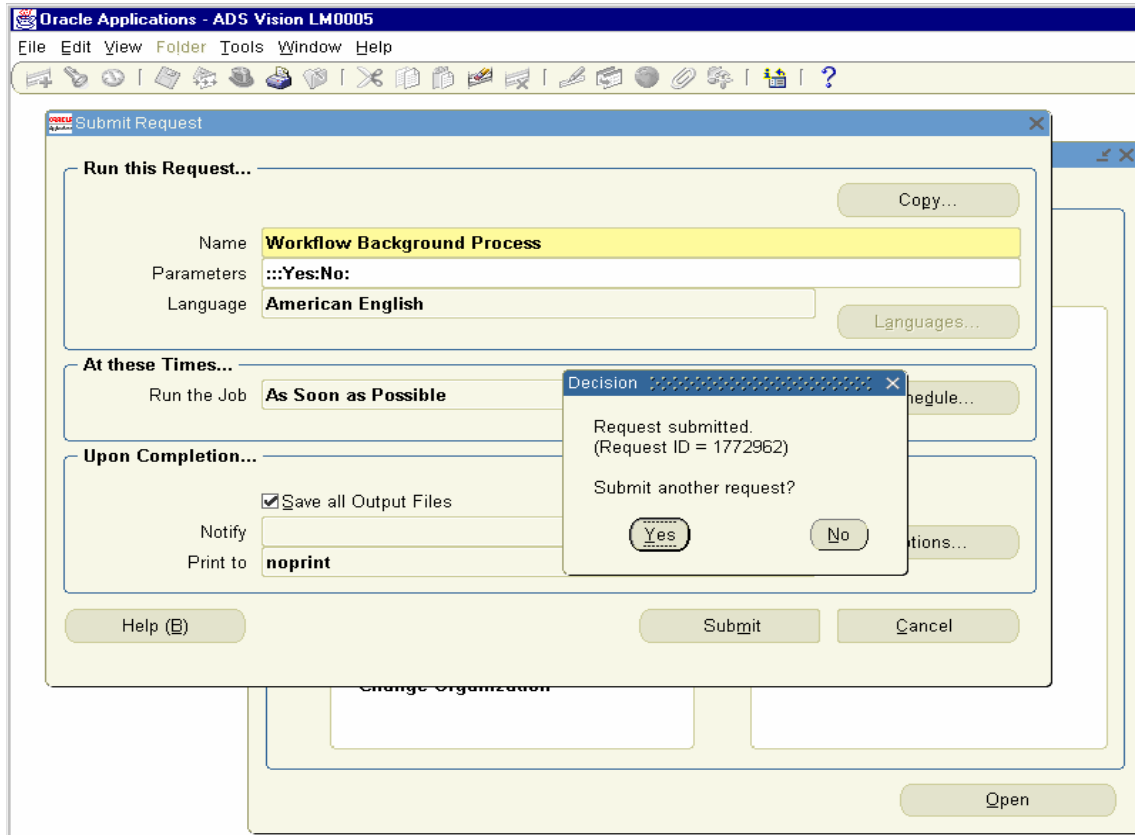 Oracle Applications - ADS Vision LM0005
File Edit View Folder Tools Window Help
Submit Request
Run this Request...
Copy...
Name Workflow Background Process
Parameters :::Yes:No:
Language American English
Languages...
At these Times...
Run the Job As Soon as Possible
hedule...
Decision
Request submitted.
(Request ID = 1772962)
Submit another request?
Yes No
Upon Completion...
Save all Output Files
Notify
tions...
Print to noprint
Help (B) Submit Cancel
Change Organization
Open